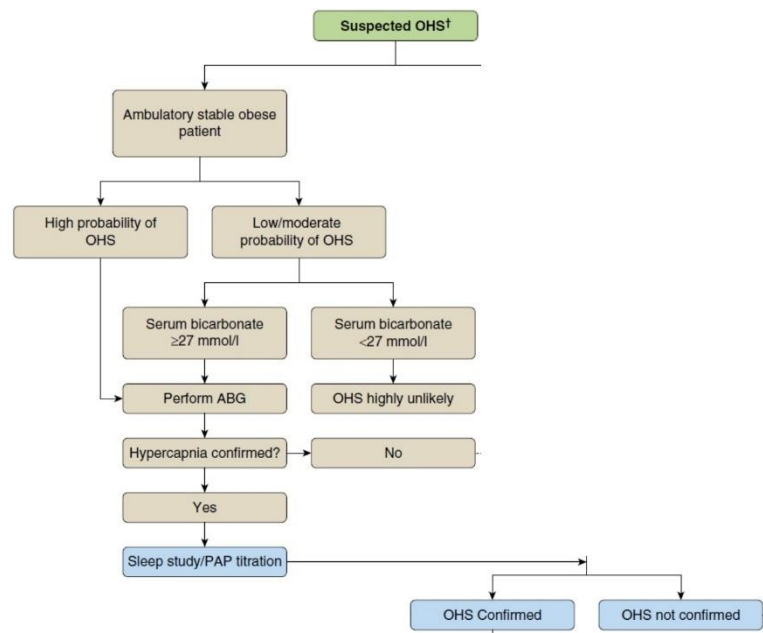 Suspected OHS†
Ambulatory stable obese
patient
High probability of
OHS
Low/moderate
probability of OHS
Serum bicarbonate
≥27 mmol/l
Serum bicarbonate
<27 mmol/l
Perform ABG
OHS highly unlikely
Hypercapnia confirmed?
No
Yes
Sleep study/PAP titration
OHS Confirmed
OHS not confirmed